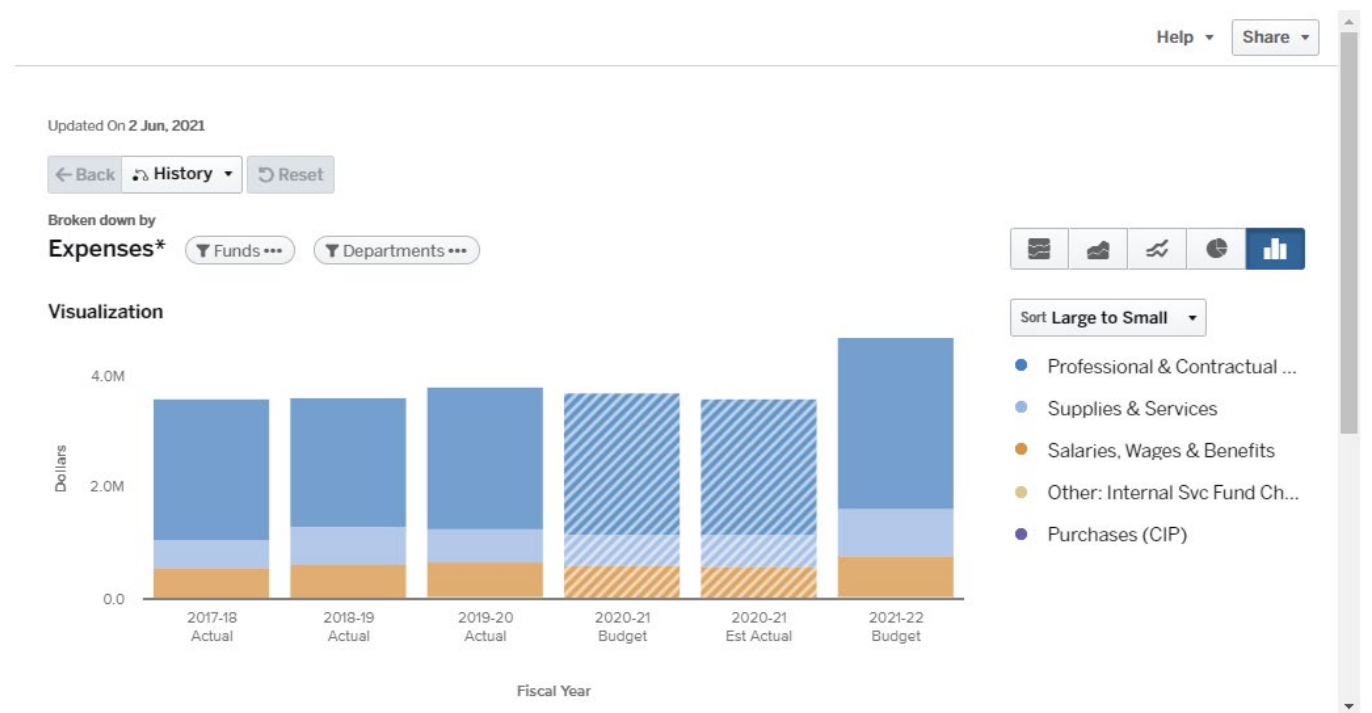 Help Share
Updated On 2 Jun, 2021
Back History Reset
Broken down by
Expenses* Funds ••• Departments •••
Visualization
Sort Large to Small
Professional & Contractual ...
Supplies & Services
Salaries, Wages & Benefits
Other: Internal Svc Fund Ch...
Purchases (CIP)
Dollars
4.0M
2.0M
0.0
2017-18 2018-19 2019-20 2020-21 2020-21 2021-22
Actual Actual Actual Budget Est Actual Budget
Fiscal Year